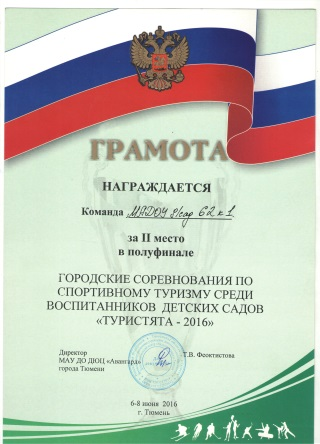 ГРАМОТА
НАГРАЖДАЕТСЯ
Команда МАДОУ д/сад 62 к 1
за II место
в полуфинале
ГОРОДСКИЕ СОРЕВНОВАНИЯ ПО
СПОРТИВНОМУ ТУРИЗМУ СРЕДИ
ВОСПИТАННИКОВ ДЕТСКИХ САДОВ
«ТУРИСТЯТА - 2016»
Директор
МАУ ДО ДЮЦ «Авангард» Т.В. Феоктистова
города Тюмени
6-8 июня 2016
г. Тюмень